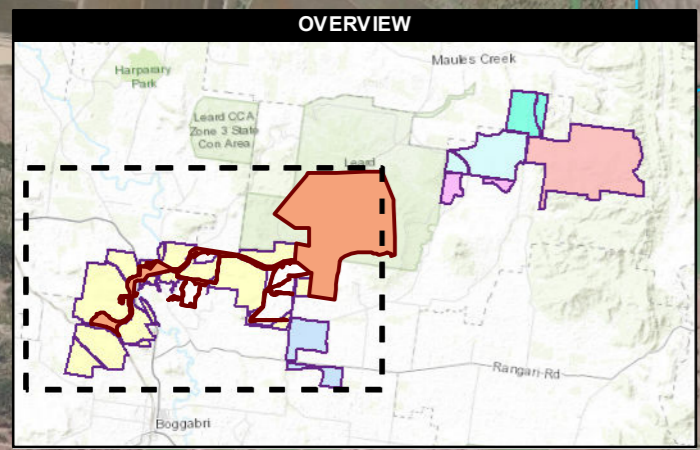 OVERVIEW
Maules Creek
Harparary
Park
Leard CCA
Zone 3 State
Con Area
Leard
Rangari Rd
Boggabri